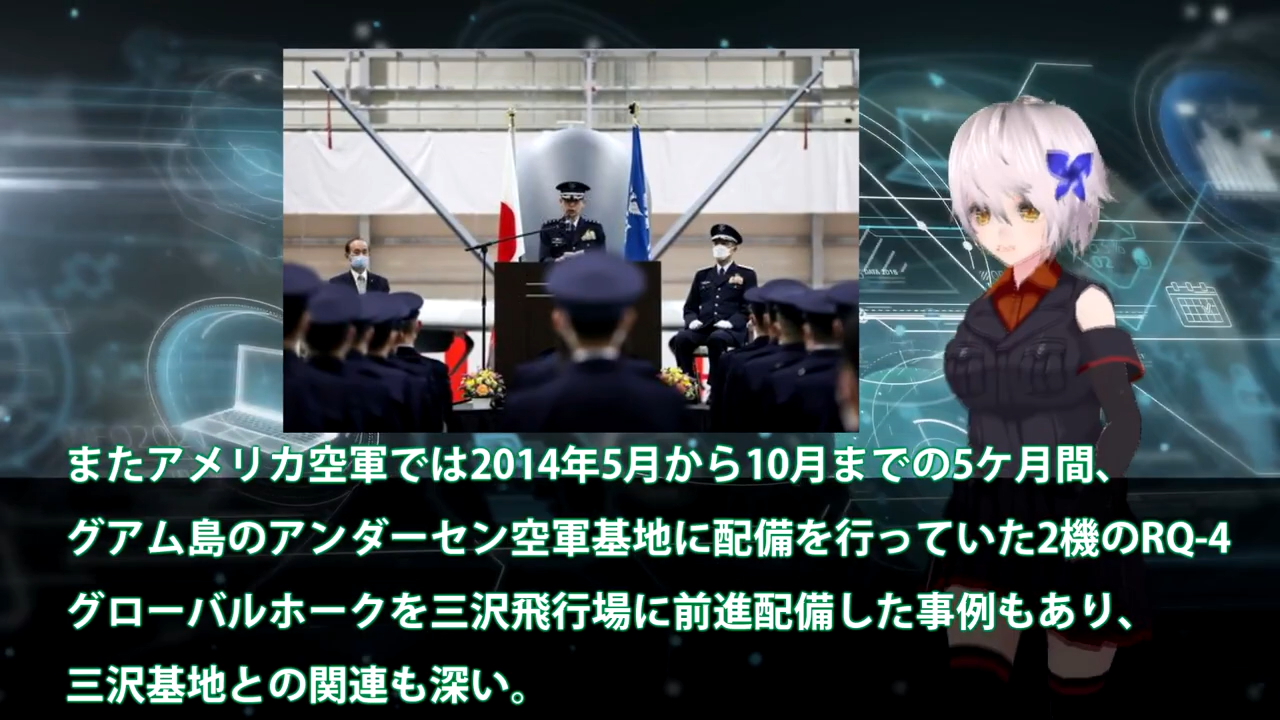 またアメリカ空軍では2014年5月から10月までの5ケ月間、
グアム島のアンダーセン空軍基地に配備を行っていた2機のRQ-4
グローバルホークを三沢飛行場に前進配備した事例もあり、
三沢基地との関連も深い。